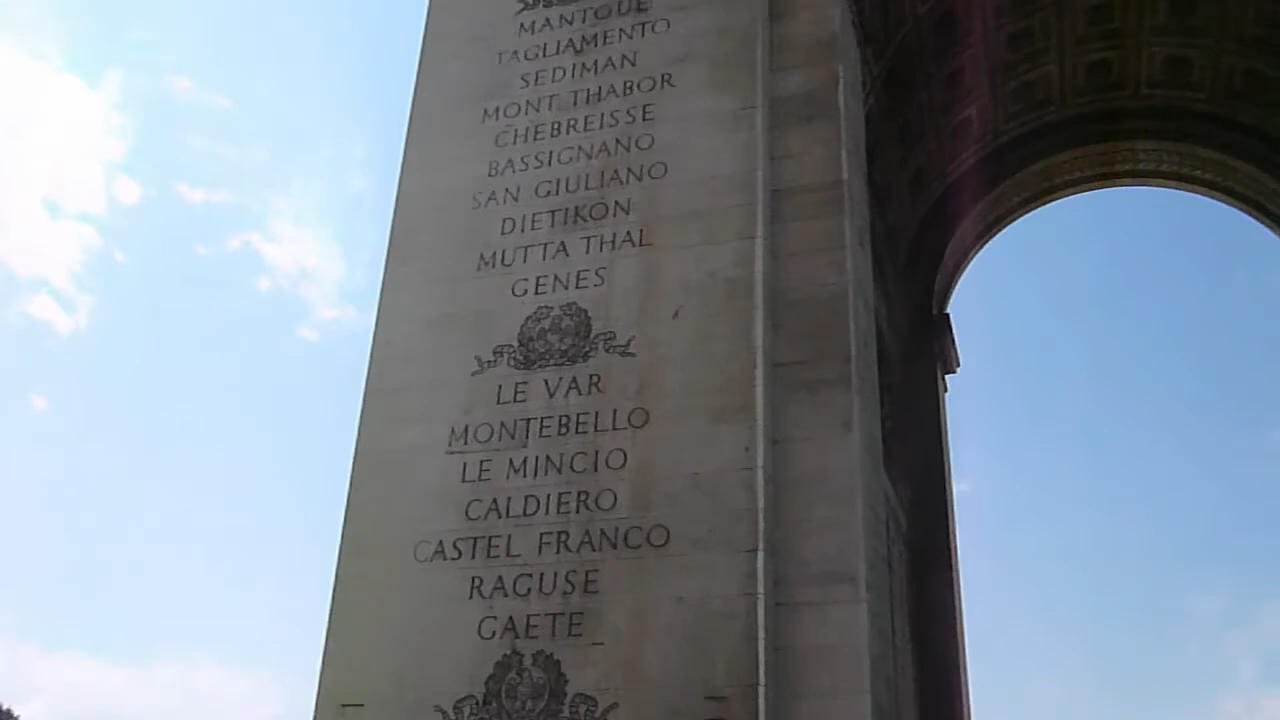 MANTOUE
TAGLIAMENTO
SEDIMAN
MONT THABOR
CHEBREISSE
BASSIGNANO
SAN GIULIANO
DIETIKON
MUTTA THAL
GENES
LE VAR
MONTEBELLO
LE MINCIO
CALDIERO
CASTEL FRANCO
RAGUSE
GAETE